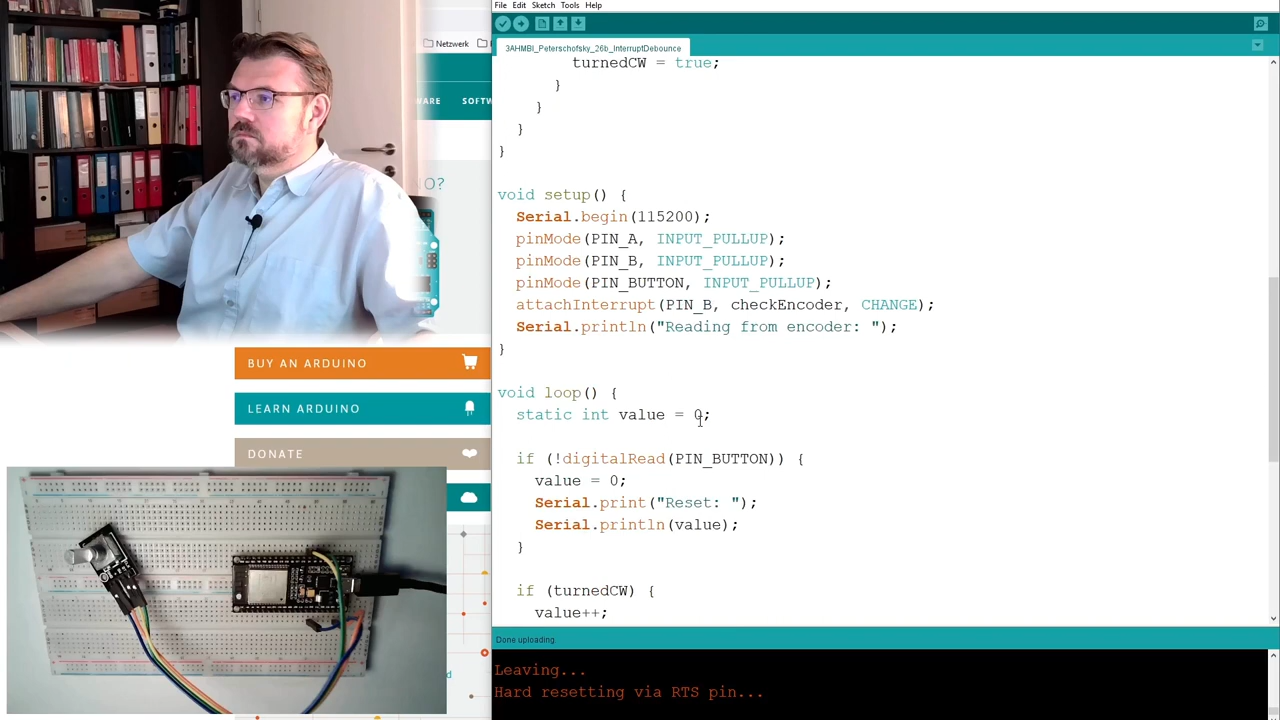 File Edit Sketch Tools Help
3AHMBI_Peterschofsky_26b_InterruptDebounce
turnedCW = true;
}
}
}
}
void setup() {
Serial.begin(115200);
pinMode(PIN_A, INPUT_PULLUP);
pinMode(PIN_B, INPUT_PULLUP);
pinMode(PIN_BUTTON, INPUT_PULLUP);
attachInterrupt(PIN_B, checkEncoder, CHANGE);
Serial.println("Reading from encoder: ");
}
void loop() {
static int value = 0;
if (!digitalRead(PIN_BUTTON)) {
value = 0;
Serial.print("Reset: ");
Serial.println(value);
}
if (turnedCW) {
value++;
Done uploading.
Leaving...
Hard resetting via RTS pin...
Netzwerk
WARE SOFTW
NO?
BUY AN ARDUINO
LEARN ARDUINO
DONATE